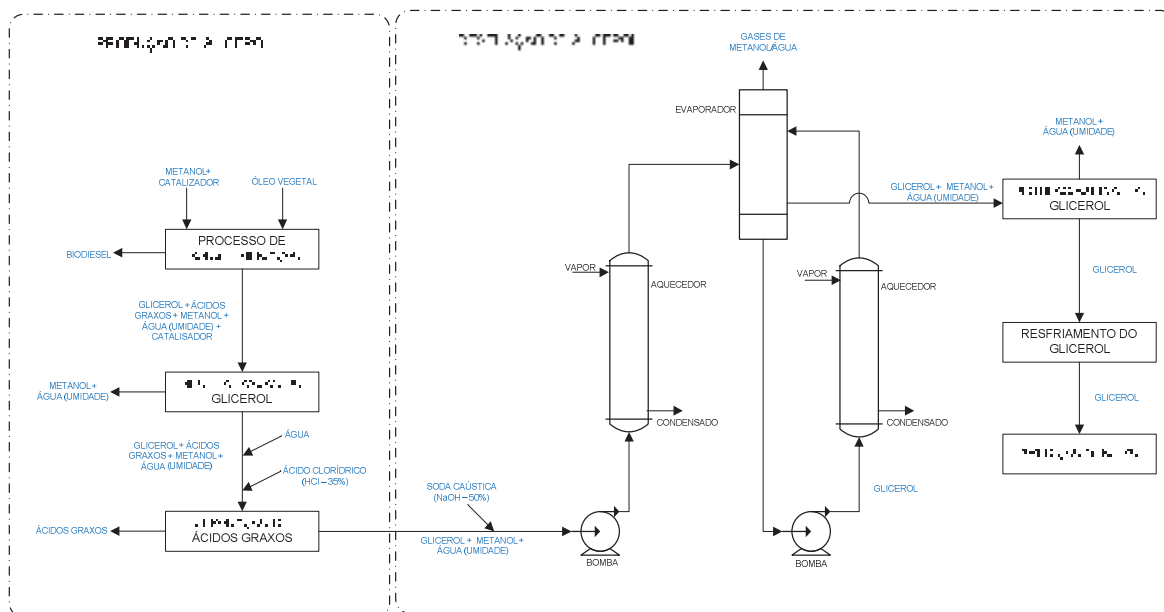 GASES DE
METANOL/ÁGUA
EVAPORADOR
METANOL+
ÁGUA (UMIDADE)
METANOL+
CATALIZADOR
ÓLEO VEGETAL
GLICEROL+ METANOL+
ÁGUA (UMIDADE)
GLICEROL
PROCESSO DE
BIODIESEL
VAPOR
AQUECEDOR
VAPOR
AQUECEDOR
GLICEROL
GLICEROL+ÁCIDOS
GRAXOS+METANOL+
ÁGUA (UMIDADE)+
CATALISADOR
RESFRIAMENTO DO
GLICEROL
METANOL+
ÁGUA (UMIDADE)
GLICEROL
GLICEROL
CONDENSADO
CONDENSADO
GLICEROL+ÁCIDOS
GRAXOS+METANOL+
ÁGUA (UMIDADE)
ÁGUA
ÁCIDO CLORÍDRICO
(HCl–35%)
SODA CAÚSTICA
(NaOH–50%)
GLICEROL
ÁCIDOS GRAXOS
ÁCIDOS GRAXOS
GLICEROL+ METANOL+
ÁGUA (UMIDADE)
BOMBA
BOMBA